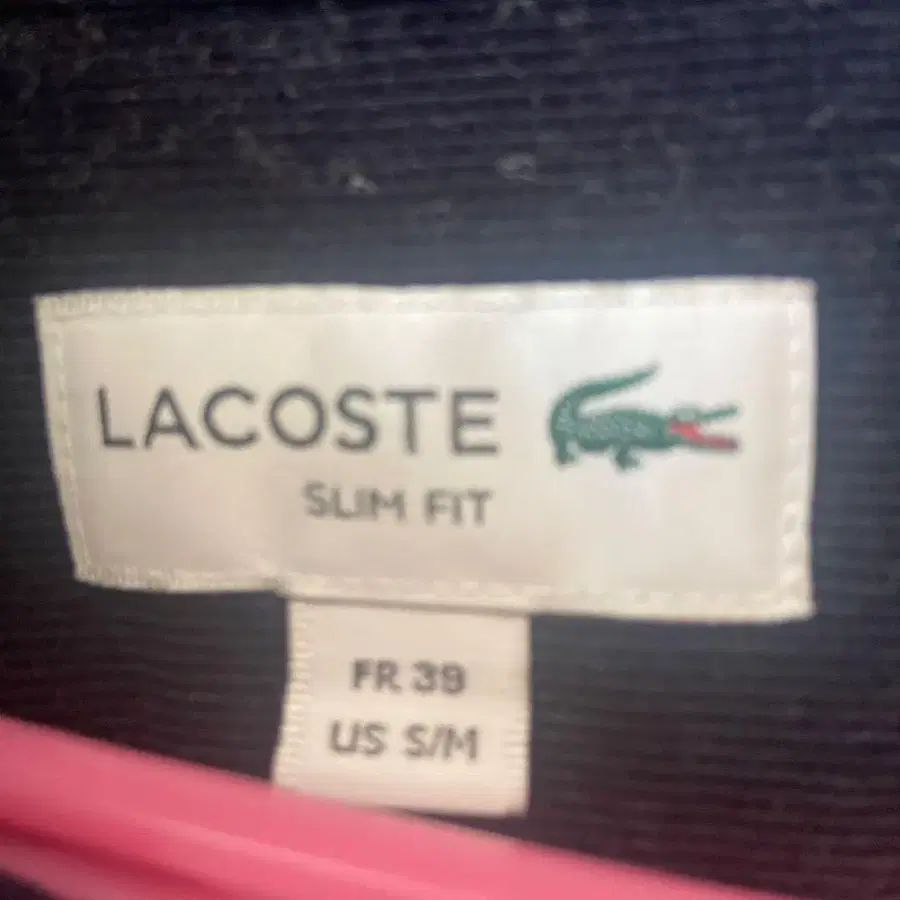 LACOSTE
SLIM FIT
FR 39
US S/M